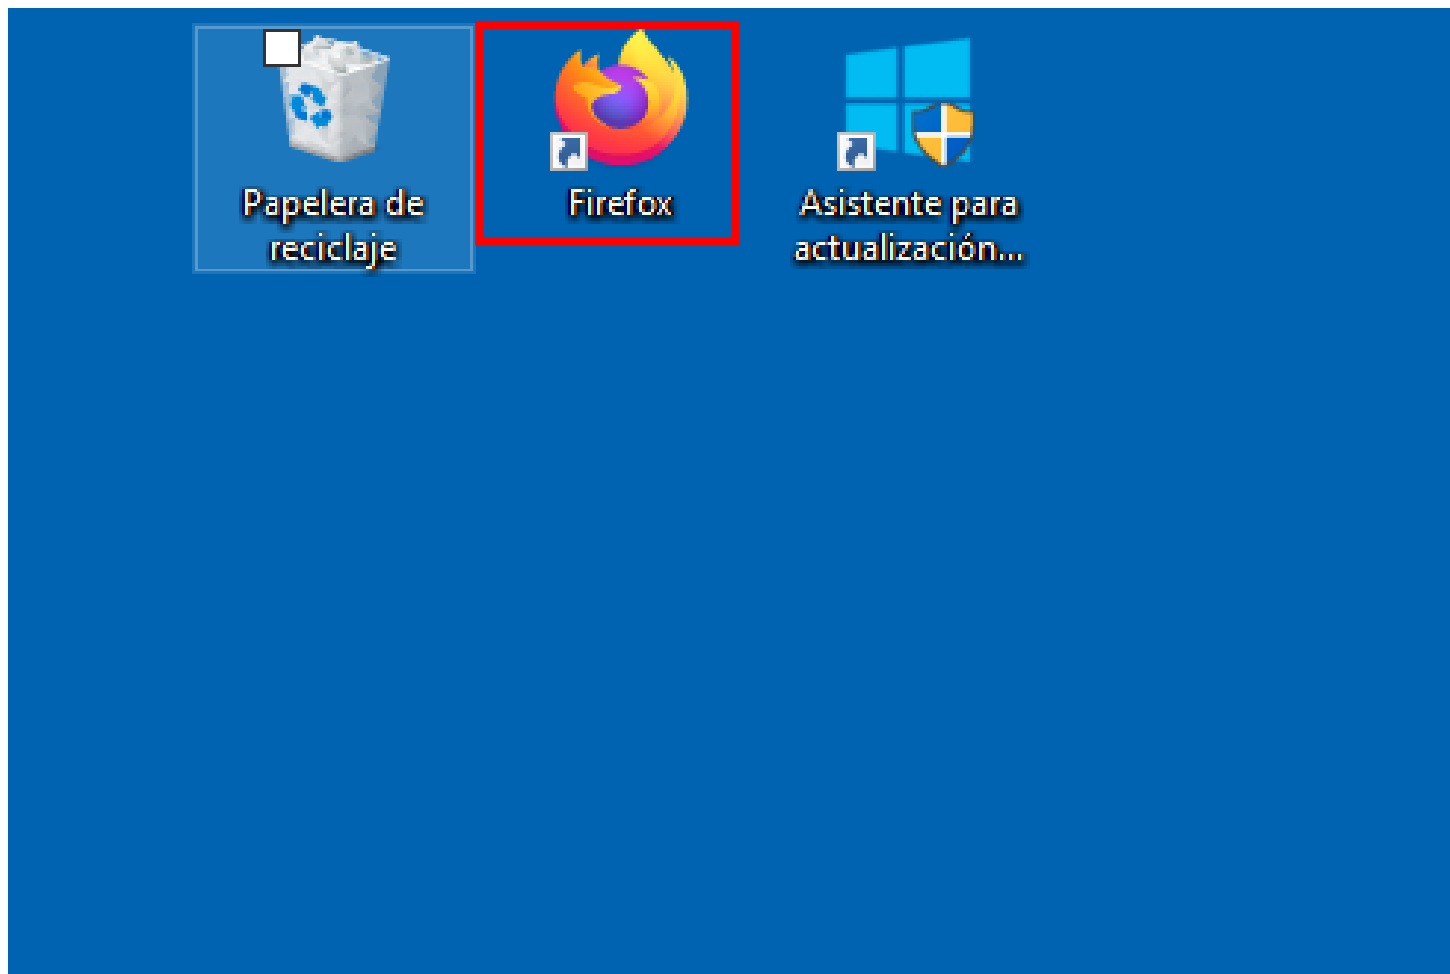 Papelera de
reciclaje
Firefox
Asistente para
actualización...